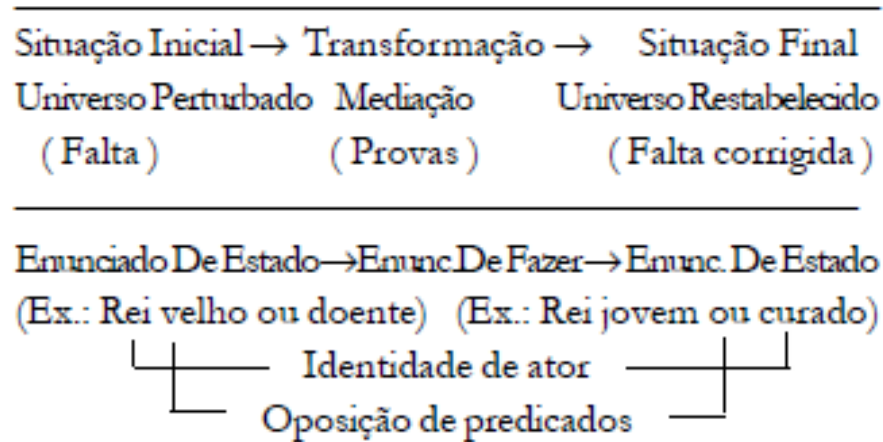 Situação Inicial → Transformação → Situação Final
Universo Perturbado Mediação Universo Restabelecido
( Falta ) ( Provas ) ( Falta corrigida )
Enunciado De Estado→Enunc.De Fazer→Enunc. De Estado
(Ex.: Rei velho ou doente) (Ex.: Rei jovem ou curado)
Identidade de ator
Oposição de predicados